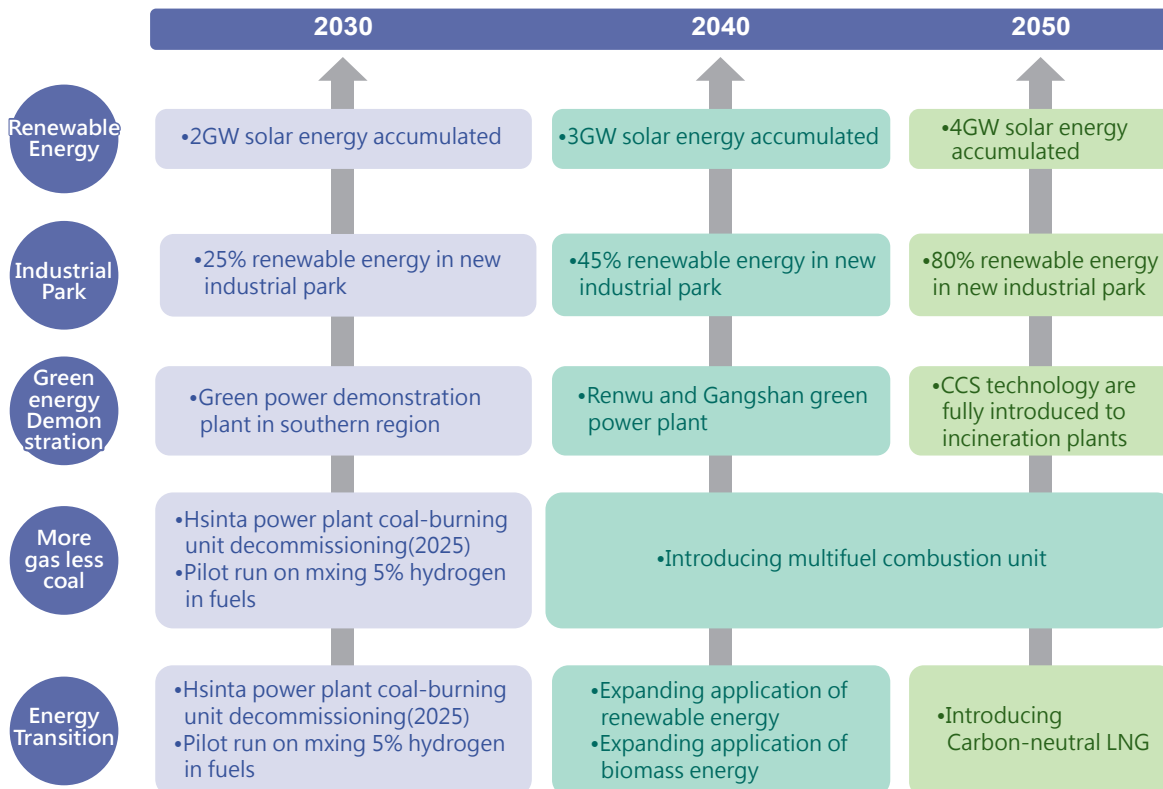 2030
2040
2050
Renewable
Energy
•2GW solar energy accumulated
•3GW solar energy accumulated
•4GW solar energy
accumulated
Industrial
Park
•25% renewable energy in new
industrial park
•45% renewable energy in new
industrial park
•80% renewable energy
in new industrial park
Green
energy
Demon
stration
•Green power demonstration
plant in southern region
•Renwu and Gangshan green
power plant
•CCS technology are
fully introduced to
incineration plants
More
gas less
coal
•Hsinta power plant coal-burning
unit decommissioning(2025)
•Pilot run on mxing 5% hydrogen
in fuels
•Introducing multifuel combustion unit
Energy
Transition
•Hsinta power plant coal-burning
unit decommissioning(2025)
•Pilot run on mxing 5% hydrogen
in fuels
•Expanding application of
renewable energy
•Expanding application of
biomass energy
•Introducing
Carbon-neutral LNG